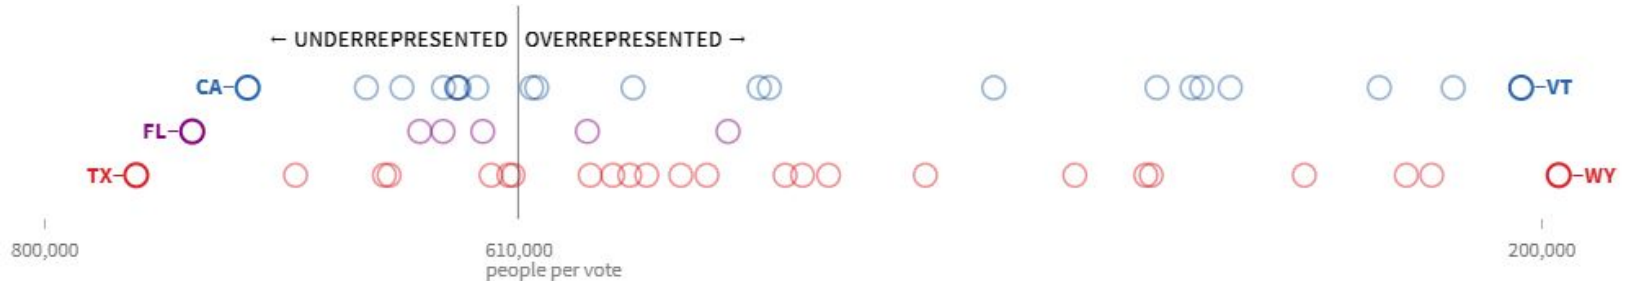 ← UNDERREPRESENTED OVERREPRESENTED →
CA VT
FL
TX WY
800,000 610,000 200,000
people per vote